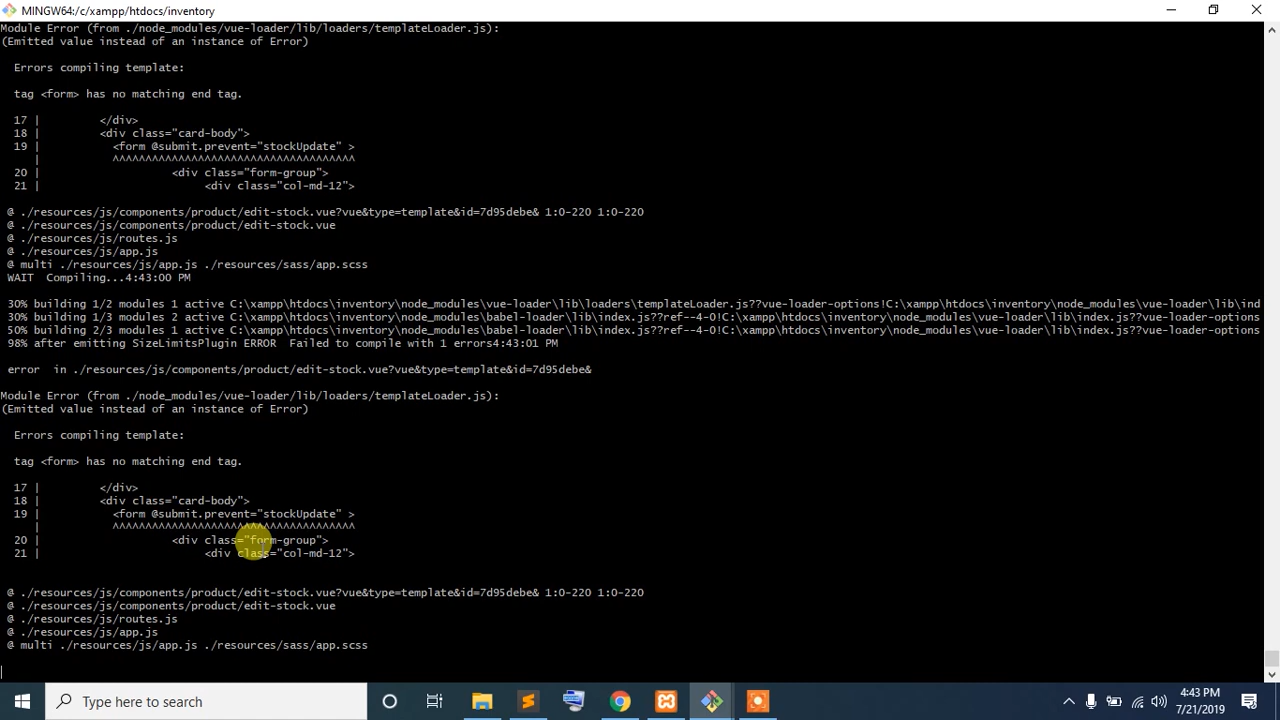 MINGW64:/c/xampp/htdocs/inventory
Module Error (from ./node_modules/vue-loader/lib/loaders/templateLoader.js):
(Emitted value instead of an instance of Error)
Errors compiling template:
tag <form> has no matching end tag.
17 |         </div>
18 |         <div class="card-body">
19 |           <form @submit.prevent="stockUpdate" >
|           ^^^^^^^^^^^^^^^^^^^^^^^^^^^^^^^^^^^^^
20 |                    <div class="form-group">
21 |                         <div class="col-md-12">
@ ./resources/js/components/product/edit-stock.vue?vue&type=template&id=7d95debe& 1:0-220 1:0-220
@ ./resources/js/components/product/edit-stock.vue
@ ./resources/js/routes.js
@ ./resources/js/app.js
@ multi ./resources/js/app.js ./resources/sass/app.scss
WAIT  Compiling...4:43:00 PM
30% building 1/2 modules 1 active C:\xampp\htdocs\inventory\node_modules\vue-loader\lib\loaders\templateLoader.js??vue-loader-options!C:\xampp\htdocs\inventory\node_modules\vue-loader\lib\ind
30% building 1/3 modules 2 active C:\xampp\htdocs\inventory\node_modules\babel-loader\lib\index.js??ref--4-0!C:\xampp\htdocs\inventory\node_modules\vue-loader\lib\index.js??vue-loader-options
50% building 2/3 modules 1 active C:\xampp\htdocs\inventory\node_modules\babel-loader\lib\index.js??ref--4-0!C:\xampp\htdocs\inventory\node_modules\vue-loader\lib\index.js??vue-loader-options
98% after emitting SizeLimitsPlugin ERROR  Failed to compile with 1 errors4:43:01 PM
error  in ./resources/js/components/product/edit-stock.vue?vue&type=template&id=7d95debe&
Module Error (from ./node_modules/vue-loader/lib/loaders/templateLoader.js):
(Emitted value instead of an instance of Error)
Errors compiling template:
tag <form> has no matching end tag.
17 |         </div>
18 |         <div class="card-body">
19 |           <form @submit.prevent="stockUpdate" >
|           ^^^^^^^^^^^^^^^^^^^^^^^^^^^^^^^^^^^^^
20 |                    <div class="form-group">
21 |                         <div class="col-md-12">
@ ./resources/js/components/product/edit-stock.vue?vue&type=template&id=7d95debe& 1:0-220 1:0-220
@ ./resources/js/components/product/edit-stock.vue
@ ./resources/js/routes.js
@ ./resources/js/app.js
@ multi ./resources/js/app.js ./resources/sass/app.scss
Type here to search
4:43 PM
7/21/2019